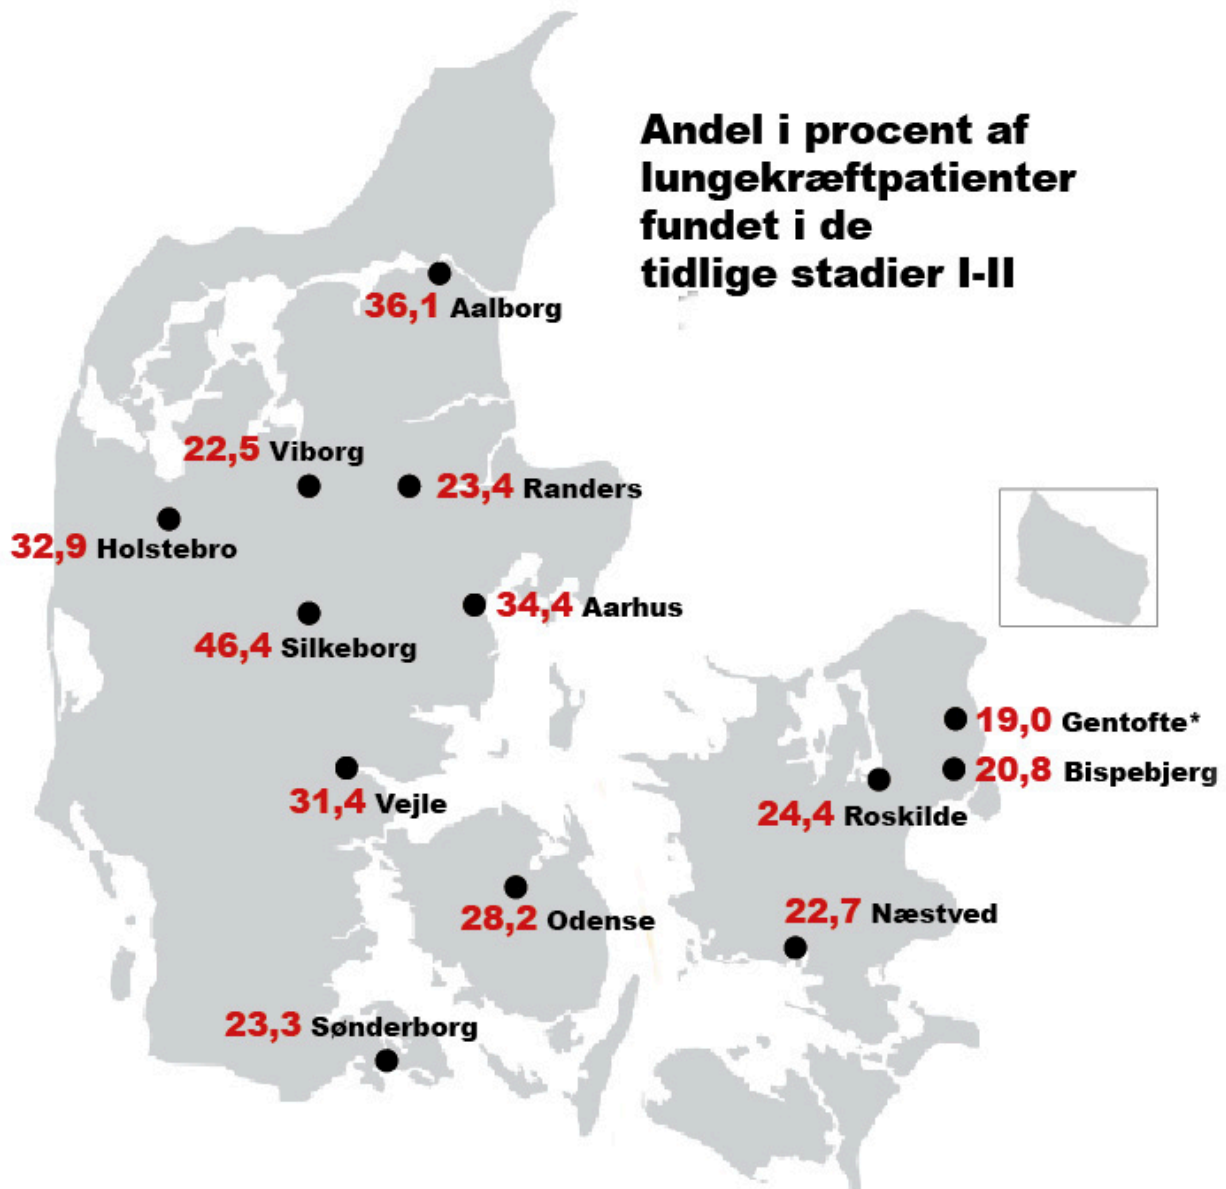 Andel i procent af
lungekræftpatienter
fundet i de
tidlige stadier I-II
36,1 Aalborg
22,5 Viborg
23,4 Randers
32,9 Holstebro
34,4 Aarhus
46,4 Silkeborg
19,0 Gentofte*
20,8 Bispebjerg
31,4 Vejle
24,4 Roskilde
28,2 Odense
22,7 Næstved
23,3 Sønderborg